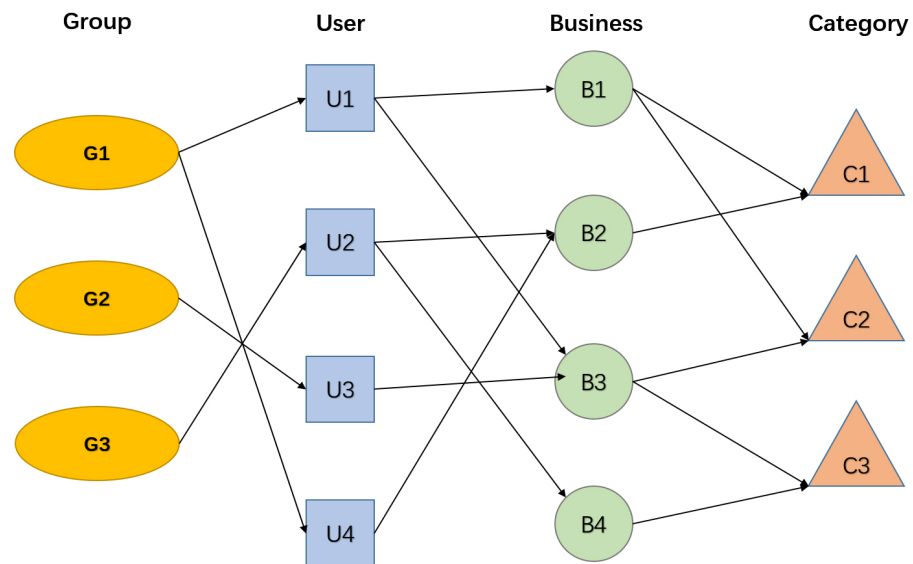 Group User Business Category
G1
G2
G3
U1
U2
U3
U4
B1
B2
B3
B4
C1
C2
C3